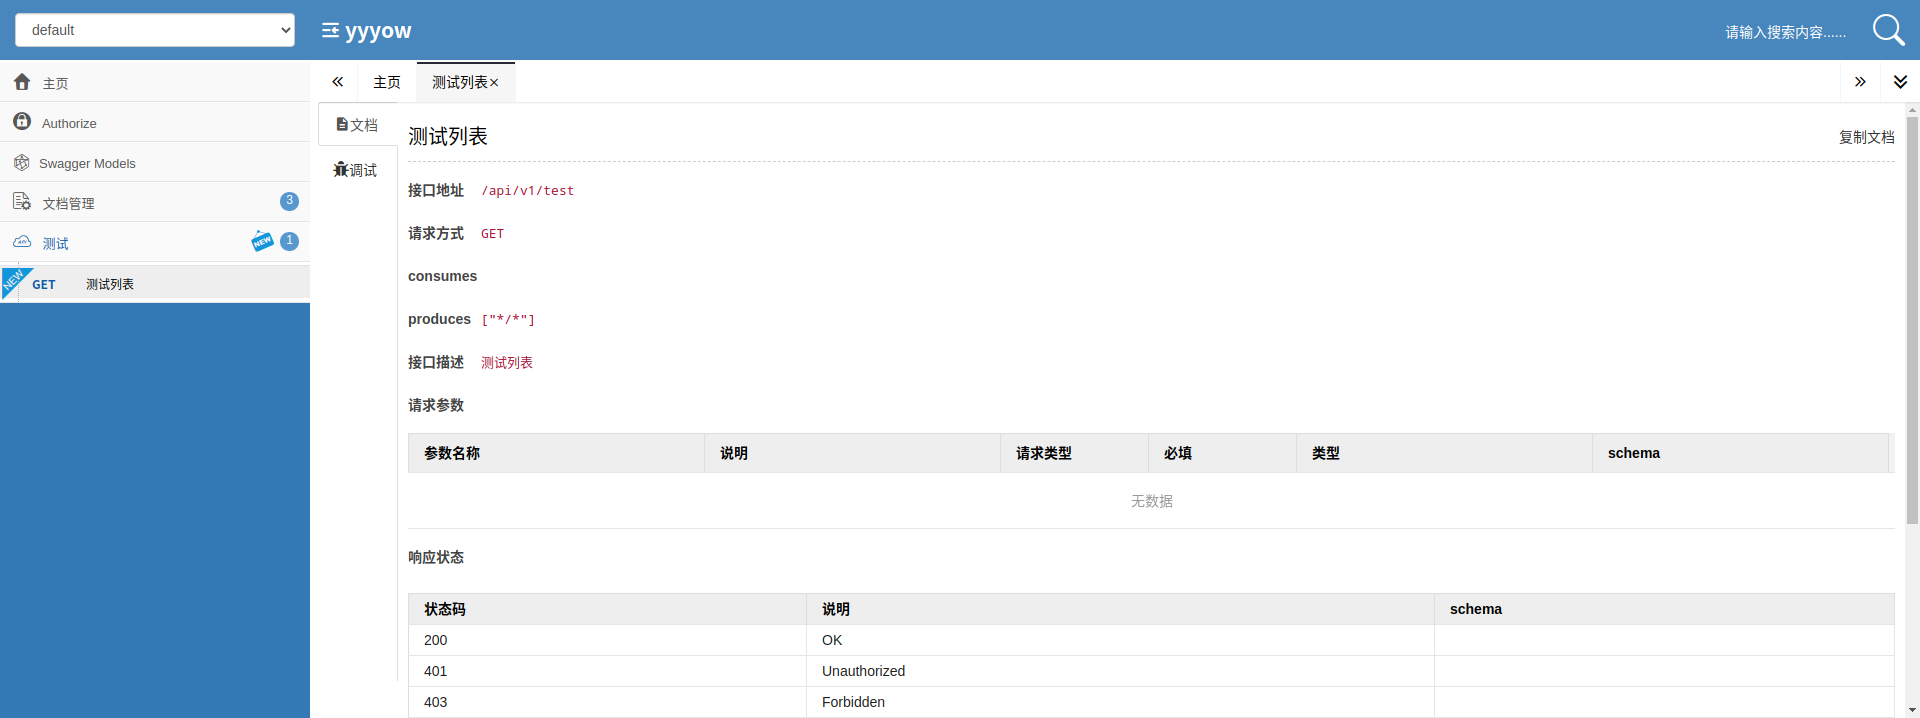 default
yyyow
请输入搜索内容......
主页
Authorize
Swagger Models
文档管理
3
测试
NEW
1
NEW
GET
测试列表
主页
测试列表×
文档
调试
测试列表
复制文档
接口地址 /api/v1/test
请求方式 GET
consumes
produces ["*/*"]
接口描述 测试列表
请求参数
参数名称 说明 请求类型 必填 类型 schema
无数据
响应状态
状态码 说明 schema
200 OK
401 Unauthorized
403 Forbidden